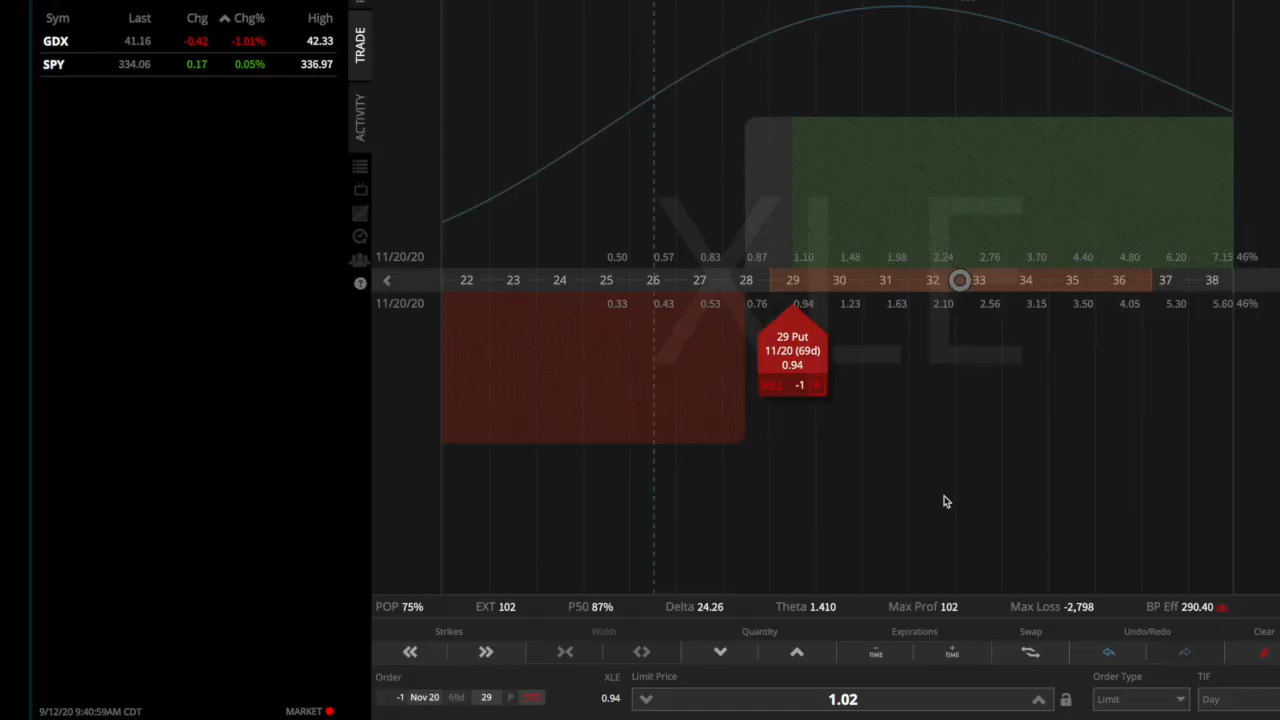 Sym Last Chg Chg% High
GDX 41.16 -0.42 -1.01% 42.33
SPY 334.06 0.17 0.05% 336.97
TRADE
ACTIVITY
XLE
11/20/20 0.50 0.57 0.83 0.87 1.10 1.48 1.98 2.24 2.76 3.70 4.40 4.80 6.20 7.15 46%
22 23 24 25 26 27 28 29 30 31 32 33 34 35 36 37 38
11/20/20 0.33 0.43 0.53 0.76 0.94 1.23 1.63 2.10 2.56 3.15 3.50 4.05 5.30 5.60 46%
29 Put
11/20 (69d)
0.94
SELL -1 P
POP 75% EXT 102 P50 87% Delta 24.26 Theta 1.410 Max Prof 102 Max Loss -2,798 BP Eff 290.40
Strikes Width Quantity Expirations Swap Undo/Redo Clear
TIME TIME
Order XLE Limit Price Order Type TIF
-1 Nov 20 69d 29 P STO 0.94 1.02 Limit Day
9/12/20 9:40:59AM CDT MARKET